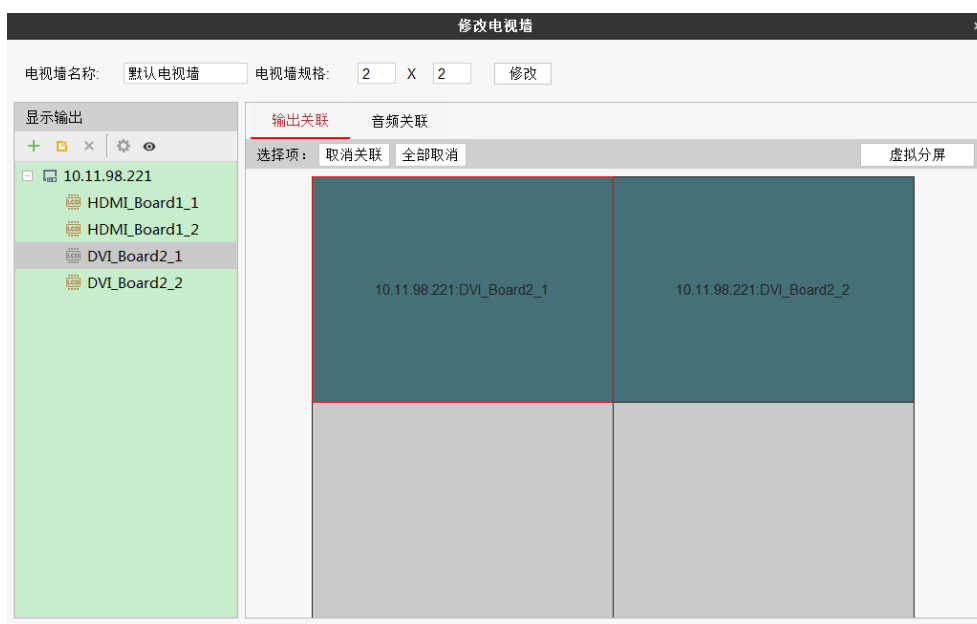 修改电视墙
电视墙名称: 默认电视墙 电视墙规格: 2 X 2 修改
显示输出
输出关联 音频关联
选择项: 取消关联 全部取消 虚拟分屏
10.11.98.221
HDMI_Board1_1
HDMI_Board1_2
DVI_Board2_1
DVI_Board2_2
10.11.98.221:DVI_Board2_1 10.11.98.221:DVI_Board2_2